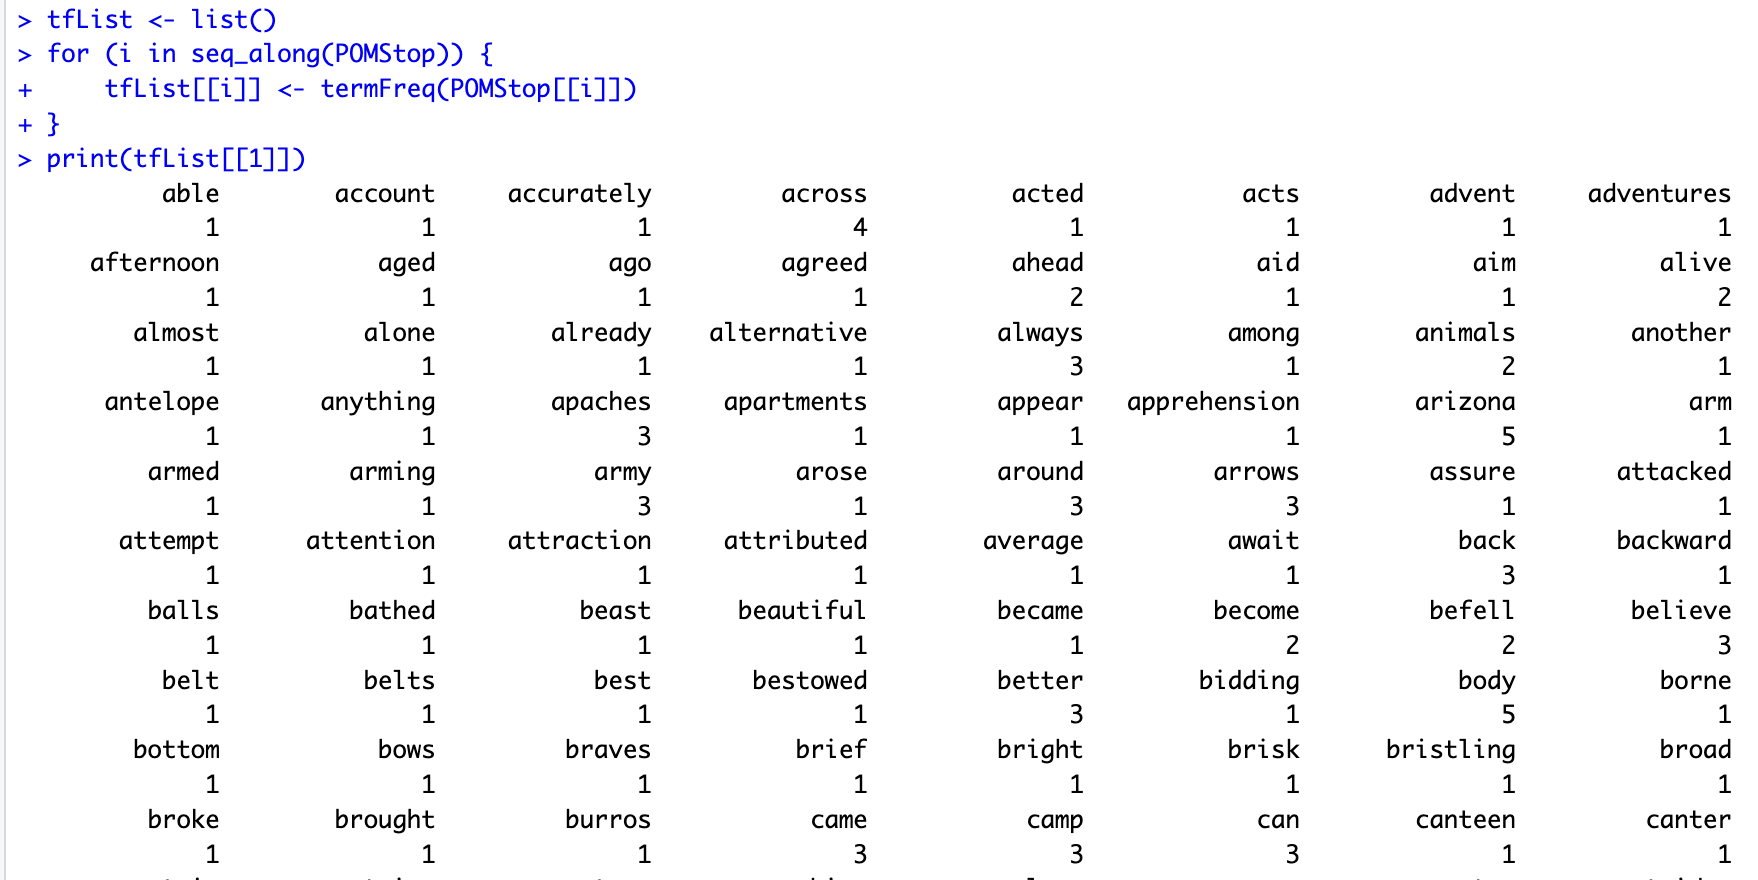 > tfList <- list()
> for (i in seq_along(POMStop)) {
+     tfList[[i]] <- termFreq(POMStop[[i]])
+ }
> print(tfList[[1]])
able account accurately across acted acts advent adventures
1 1 1 4 1 1 1 1
afternoon aged ago agreed ahead aid aim alive
1 1 1 1 2 1 1 2
almost alone already alternative always among animals another
1 1 1 1 3 1 2 1
antelope anything apaches apartments appear apprehension arizona arm
1 1 3 1 1 1 5 1
armed arming army arose around arrows assure attacked
1 1 3 1 3 3 1 1
attempt attention attraction attributed average await back backward
1 1 1 1 1 1 3 1
balls bathed beast beautiful became become befell believe
1 1 1 1 1 2 2 3
belt belts best bestowed better bidding body borne
1 1 1 1 3 1 5 1
bottom bows braves brief bright brisk bristling broad
1 1 1 1 1 1 1 1
broke brought burros came camp can canteen canter
1 1 1 3 3 3 1 1